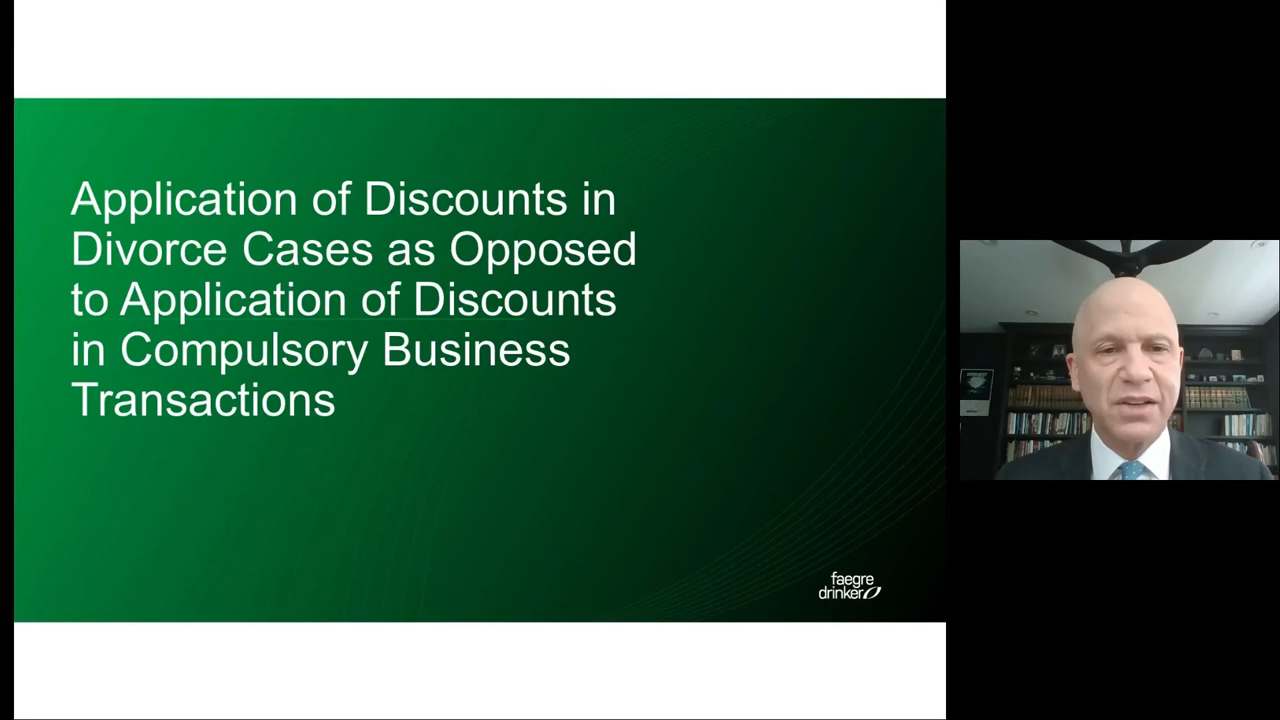 Application of Discounts in
Divorce Cases as Opposed
to Application of Discounts
in Compulsory Business
Transactions
faegre
drinker